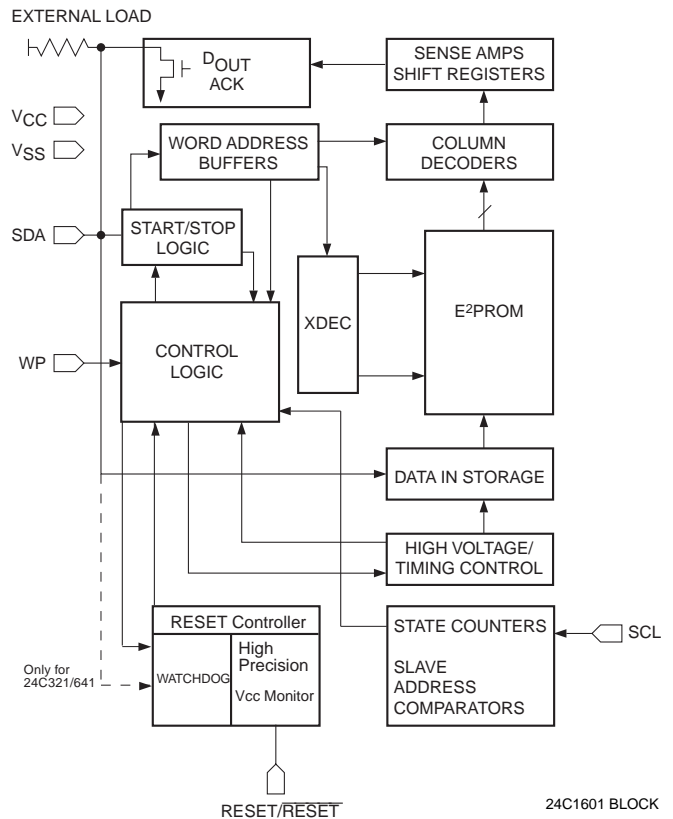 EXTERNAL LOAD
DOUT
ACK
SENSE AMPS
SHIFT REGISTERS
VCC
VSS
WORD ADDRESS
BUFFERS
COLUMN
DECODERS
SDA
START/STOP
LOGIC
XDEC
E²PROM
WP
CONTROL
LOGIC
DATA IN STORAGE
HIGH VOLTAGE/
TIMING CONTROL
RESET Controller
WATCHDOG
High
Precision
Vcc Monitor
STATE COUNTERS
SLAVE
ADDRESS
COMPARATORS
SCL
Only for
24C321/641
RESET/R̅E̅S̅E̅T̅
24C1601 BLOCK